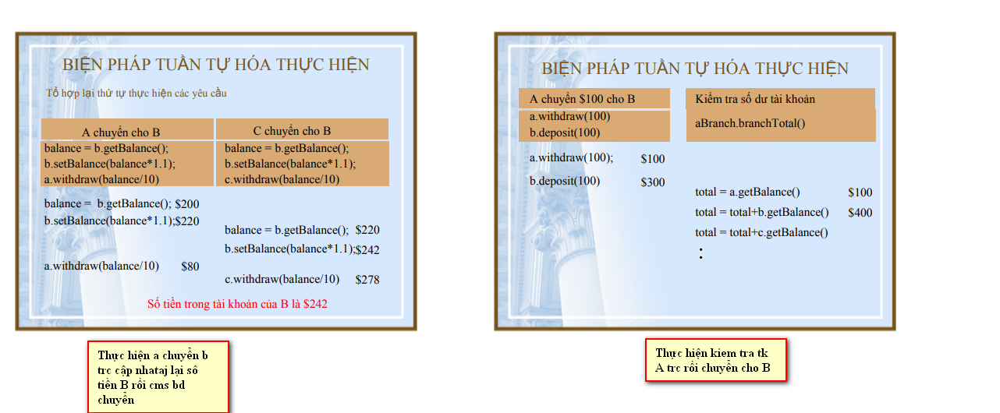 BIỆN PHÁP TUẦN TỰ HÓA THỰC HIỆN
Tổ hợp lại thứ tự thực hiện các yêu cầu
A chuyển cho B
C chuyển cho B
balance = b.getBalance();
b.setBalance(balance*1.1);
a.withdraw(balance/10)
balance = b.getBalance();
b.setBalance(balance*1.1);
c.withdraw(balance/10)
balance = b.getBalance(); $200
b.setBalance(balance*1.1);$220
balance = b.getBalance(); $220
b.setBalance(balance*1.1);$242
a.withdraw(balance/10) $80
c.withdraw(balance/10) $278
Số tiền trong tài khoản của B là $242
Thực hiện a chuyển b
trc cập nhataj lại sô
tiền B rồi cms bd
chuyển
BIỆN PHÁP TUẦN TỰ HÓA THỰC HIỆN
A chuyển $100 cho B
Kiểm tra số dư tài khoản
a.withdraw(100)
b.deposit(100)
aBranch.branchTotal()
a.withdraw(100); $100
b.deposit(100) $300
total = a.getBalance() $100
total = total+b.getBalance() $400
total = total+c.getBalance()
:
Thực hiện kiem tra tk
A trc rồi chuyển cho B